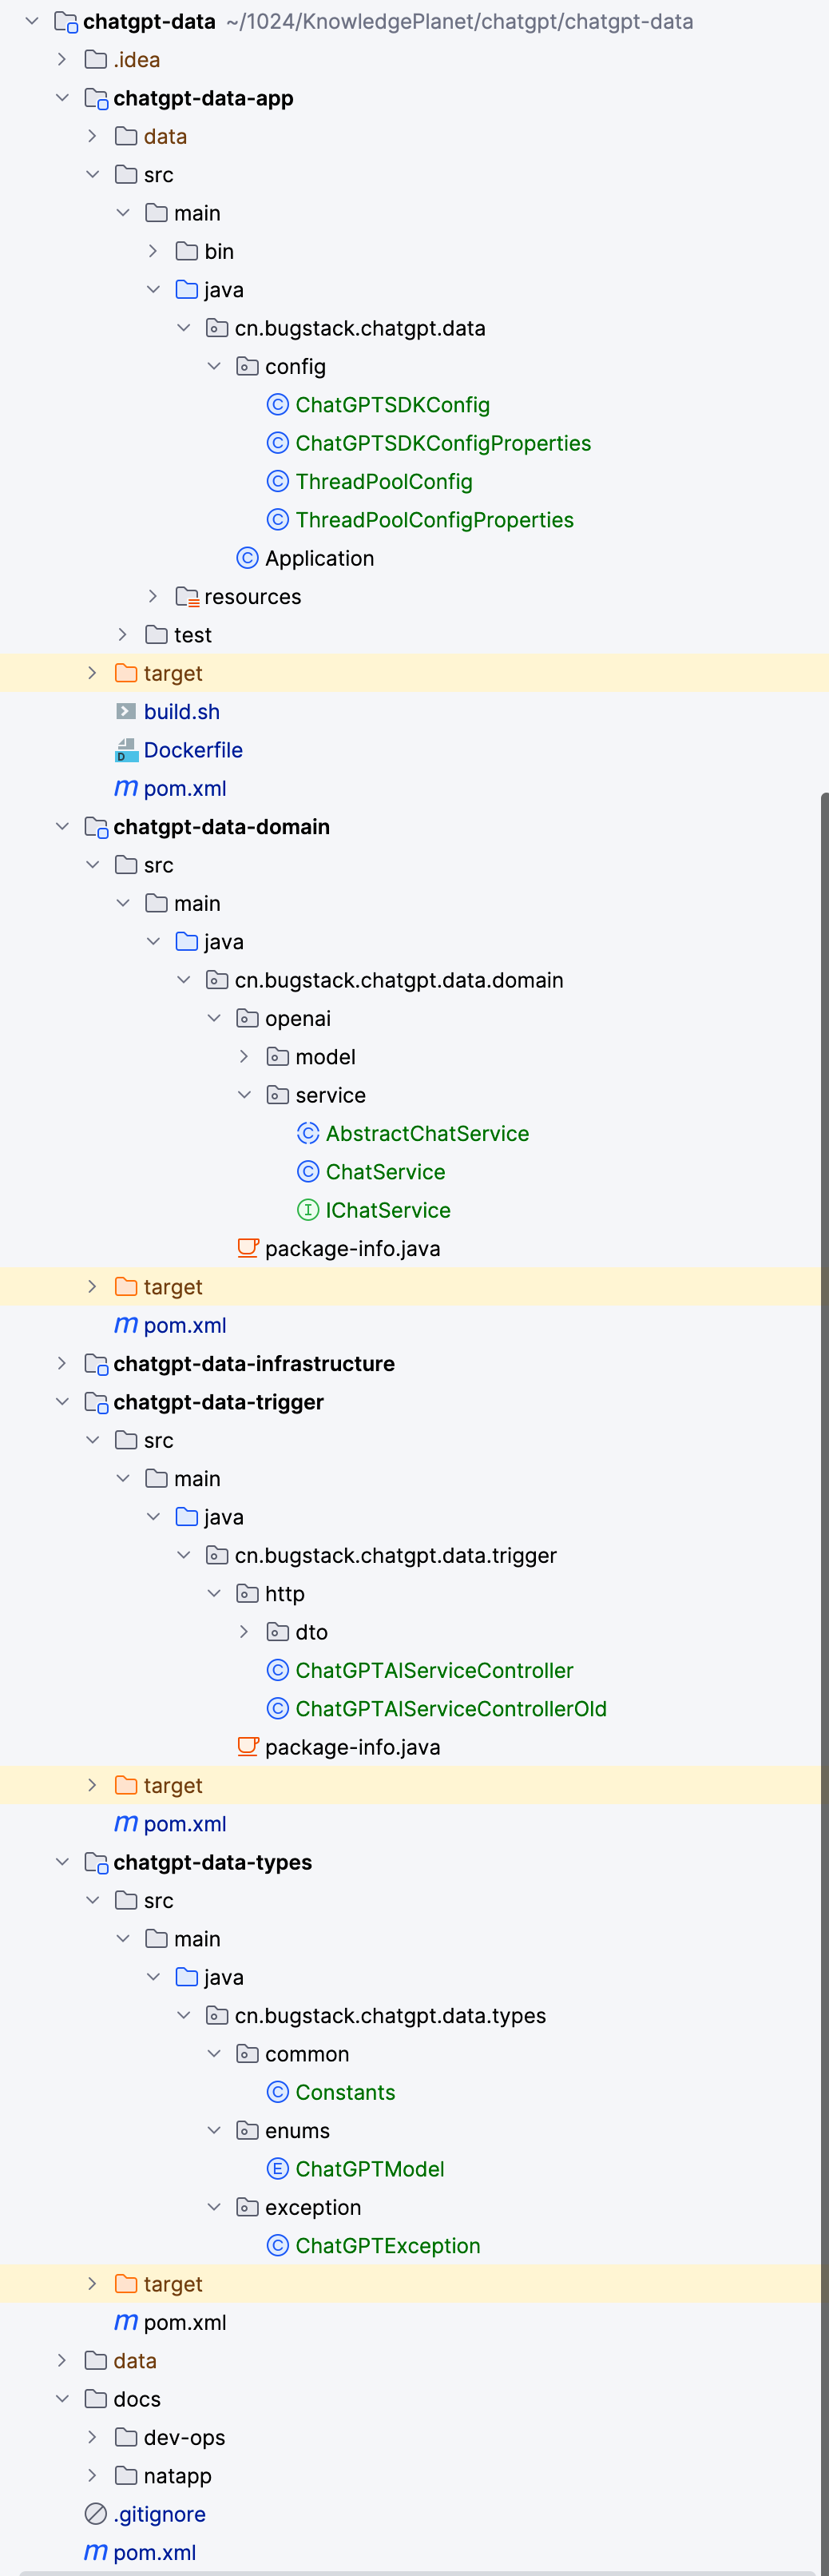 chatgpt-data ~/1024/KnowledgePlanet/chatgpt/chatgpt-data
.idea
chatgpt-data-app
data
src
main
bin
java
cn.bugstack.chatgpt.data
config
C ChatGPTSDKConfig
C ChatGPTSDKConfigProperties
C ThreadPoolConfig
C ThreadPoolConfigProperties
C Application
resources
test
target
build.sh
D Dockerfile
m pom.xml
chatgpt-data-domain
src
main
java
cn.bugstack.chatgpt.data.domain
openai
model
service
C AbstractChatService
C ChatService
I IChatService
package-info.java
target
m pom.xml
chatgpt-data-infrastructure
chatgpt-data-trigger
src
main
java
cn.bugstack.chatgpt.data.trigger
http
dto
C ChatGPTAIServiceController
C ChatGPTAIServiceControllerOld
package-info.java
target
m pom.xml
chatgpt-data-types
src
main
java
cn.bugstack.chatgpt.data.types
common
C Constants
enums
E ChatGPTModel
exception
C ChatGPTException
target
m pom.xml
data
docs
dev-ops
natapp
.gitignore
m pom.xml